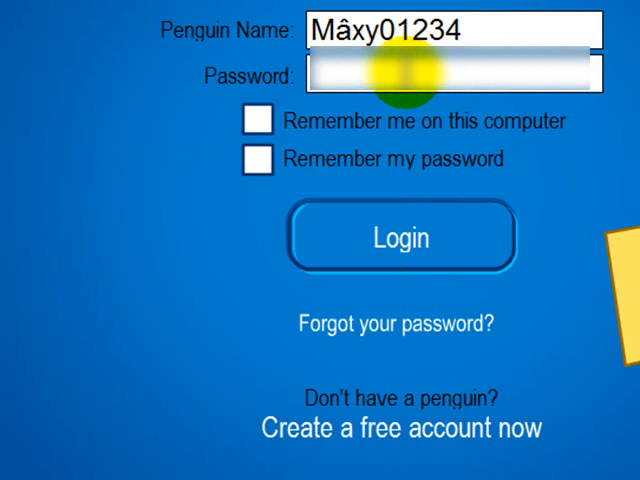 Penguin Name: Mâxy01234
Password:
Remember me on this computer
Remember my password
Login
Forgot your password?
Don't have a penguin?
Create a free account now